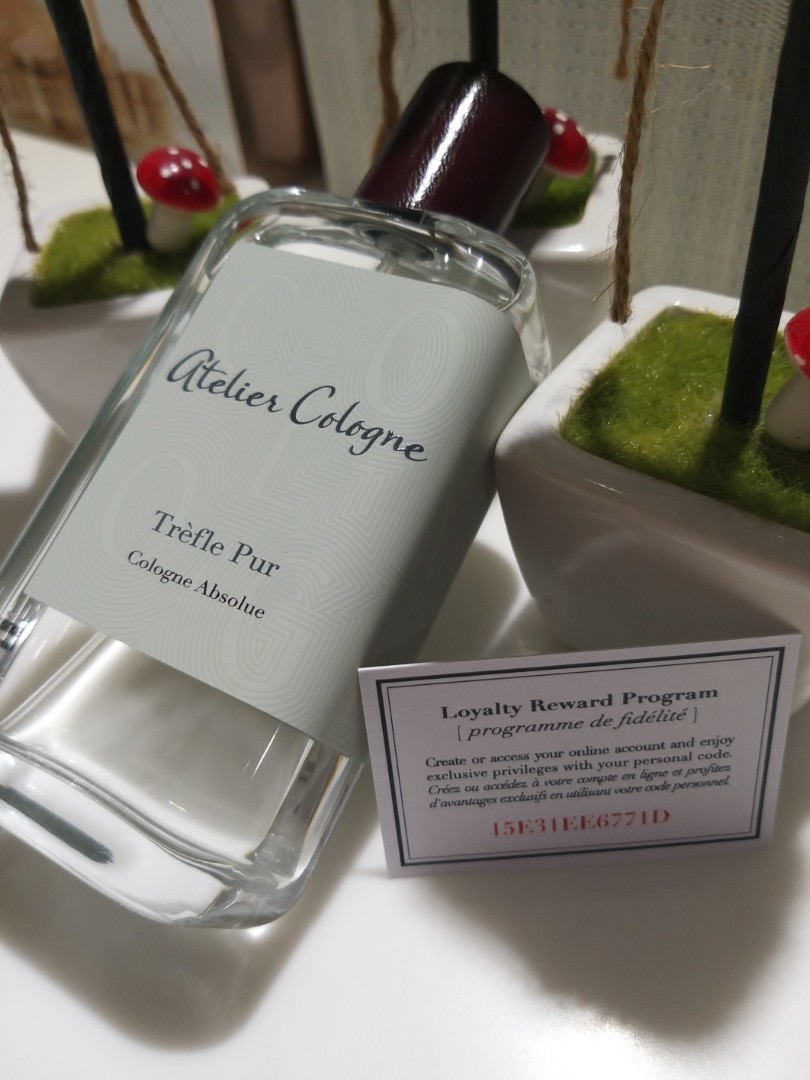 Atelier Cologne
Trèfle Pur
Cologne Absolue
Loyalty Reward Program
[ programme de fidélité ]
Create or access your online account and enjoy
exclusive privileges with your personal code.
Créez ou accédez à votre compte en ligne et profitez
d'avantages exclusifs en utilisant votre code personnel.
15E31EE6771D